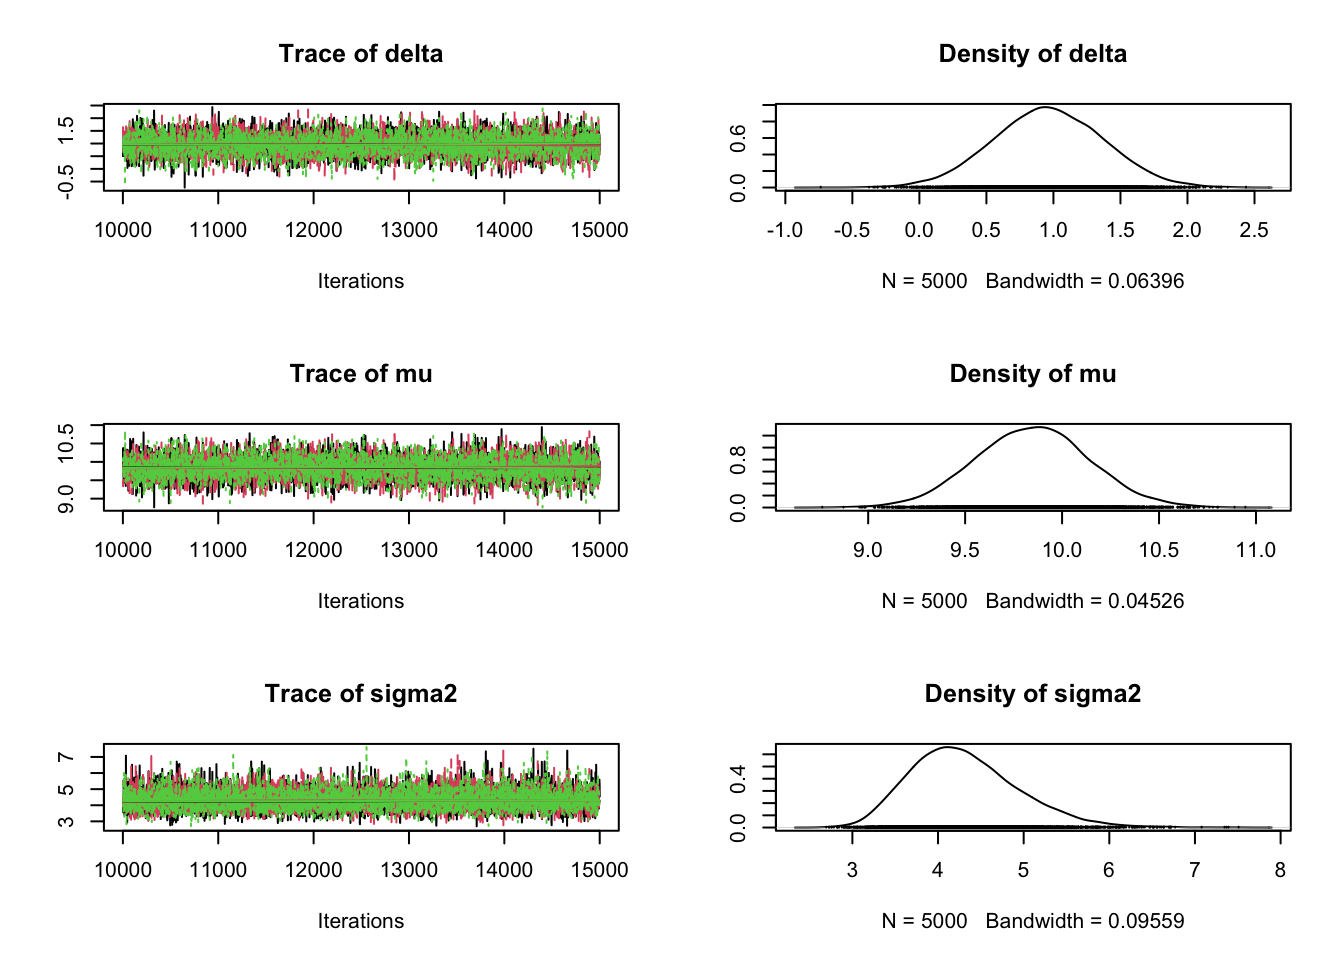 Trace of delta
1.5
-0.5
10000 11000 12000 13000 14000 15000
Iterations
Density of delta
0.6
0.0
-1.0 -0.5 0.0 0.5 1.0 1.5 2.0 2.5
N = 5000 Bandwidth = 0.06396
Trace of mu
10.5
9.0
10000 11000 12000 13000 14000 15000
Iterations
Density of mu
0.8
0.0
9.0 9.5 10.0 10.5 11.0
N = 5000 Bandwidth = 0.04526
Trace of sigma2
7
5
3
10000 11000 12000 13000 14000 15000
Iterations
Density of sigma2
0.4
0.0
3 4 5 6 7 8
N = 5000 Bandwidth = 0.09559